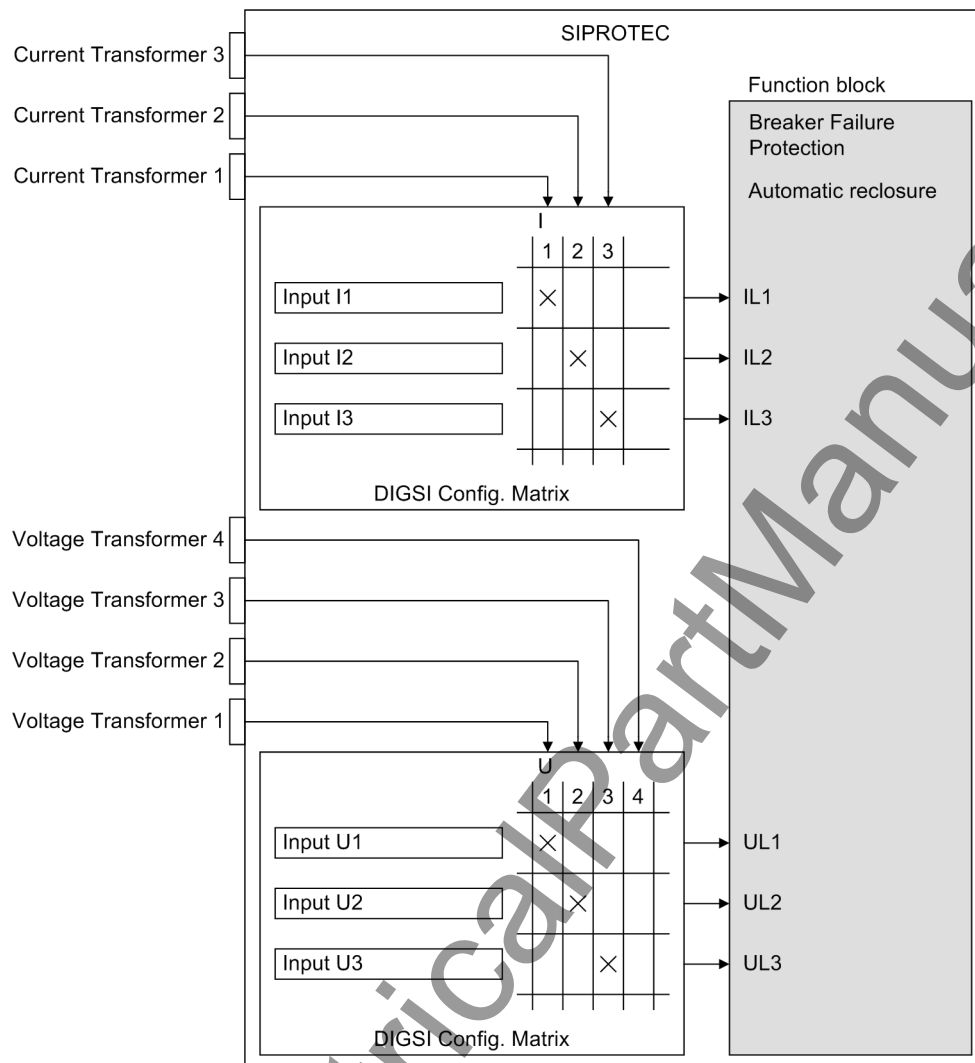 SIPROTEC
Current Transformer 3
Current Transformer 2
Current Transformer 1
Function block
Breaker Failure
Protection
Automatic reclosure
I
1 2 3
Input I1
IL1
Input I2
IL2
Input I3
IL3
DIGSI Config. Matrix
Voltage Transformer 4
Voltage Transformer 3
Voltage Transformer 2
Voltage Transformer 1
U
1 2 3 4
Input U1
UL1
Input U2
UL2
Input U3
UL3
DIGSI Config. Matrix